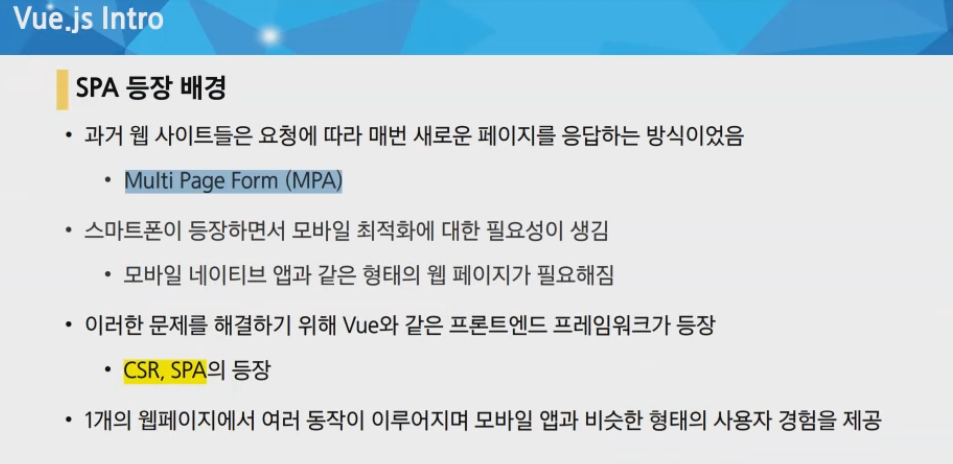 Vue.js Intro
SPA 등장 배경
• 과거 웹 사이트들은 요청에 따라 매번 새로운 페이지를 응답하는 방식이었음
• Multi Page Form (MPA)
• 스마트폰이 등장하면서 모바일 최적화에 대한 필요성이 생김
• 모바일 네이티브 앱과 같은 형태의 웹 페이지가 필요해짐
• 이러한 문제를 해결하기 위해 Vue와 같은 프론트엔드 프레임워크가 등장
• CSR, SPA의 등장
• 1개의 웹페이지에서 여러 동작이 이루어지며 모바일 앱과 비슷한 형태의 사용자 경험을 제공